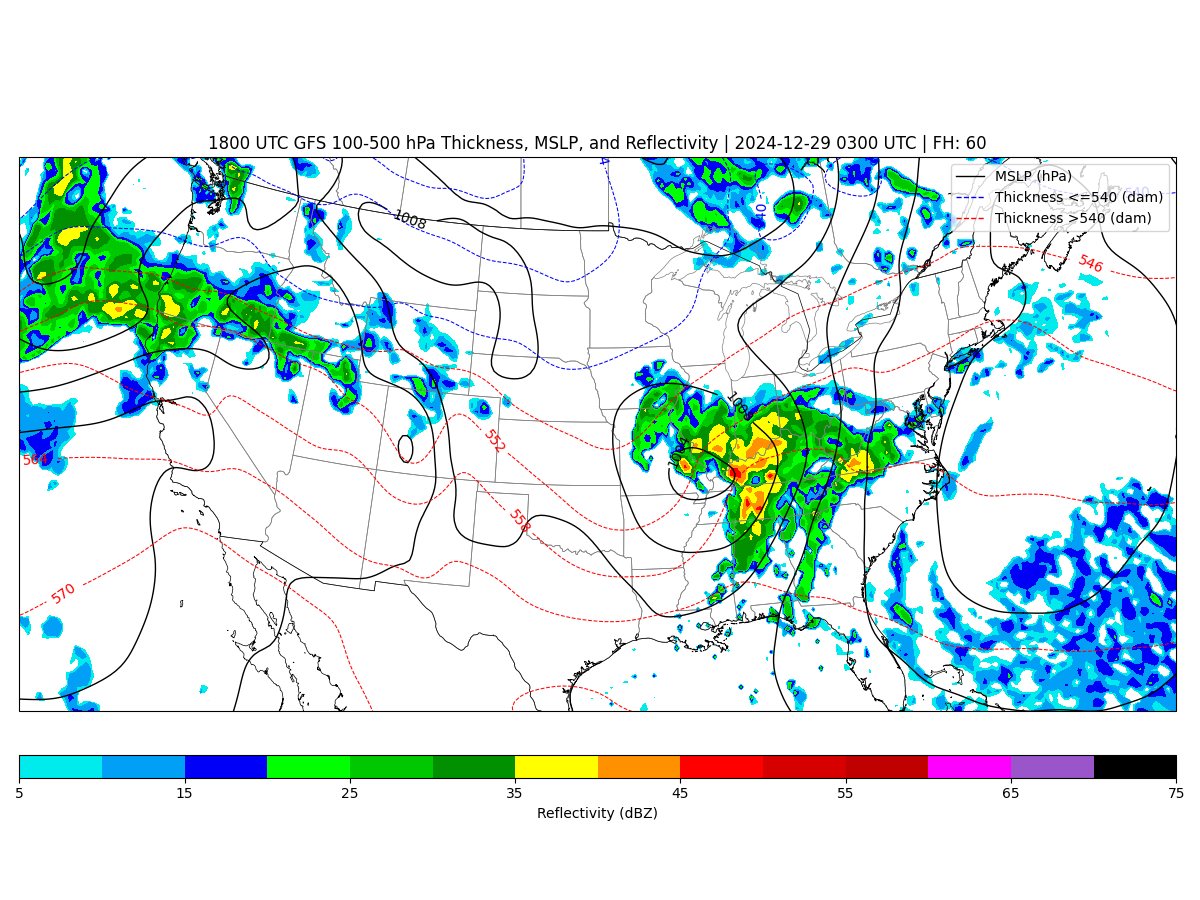 1800 UTC GFS 100-500 hPa Thickness, MSLP, and Reflectivity | 2024-12-29 0300 UTC | FH: 60
MSLP (hPa)
Thickness <=540 (dam)
Thickness >540 (dam)
1008
546
552
564
558
570
5 15 25 35 45 55 65 75
Reflectivity (dBZ)